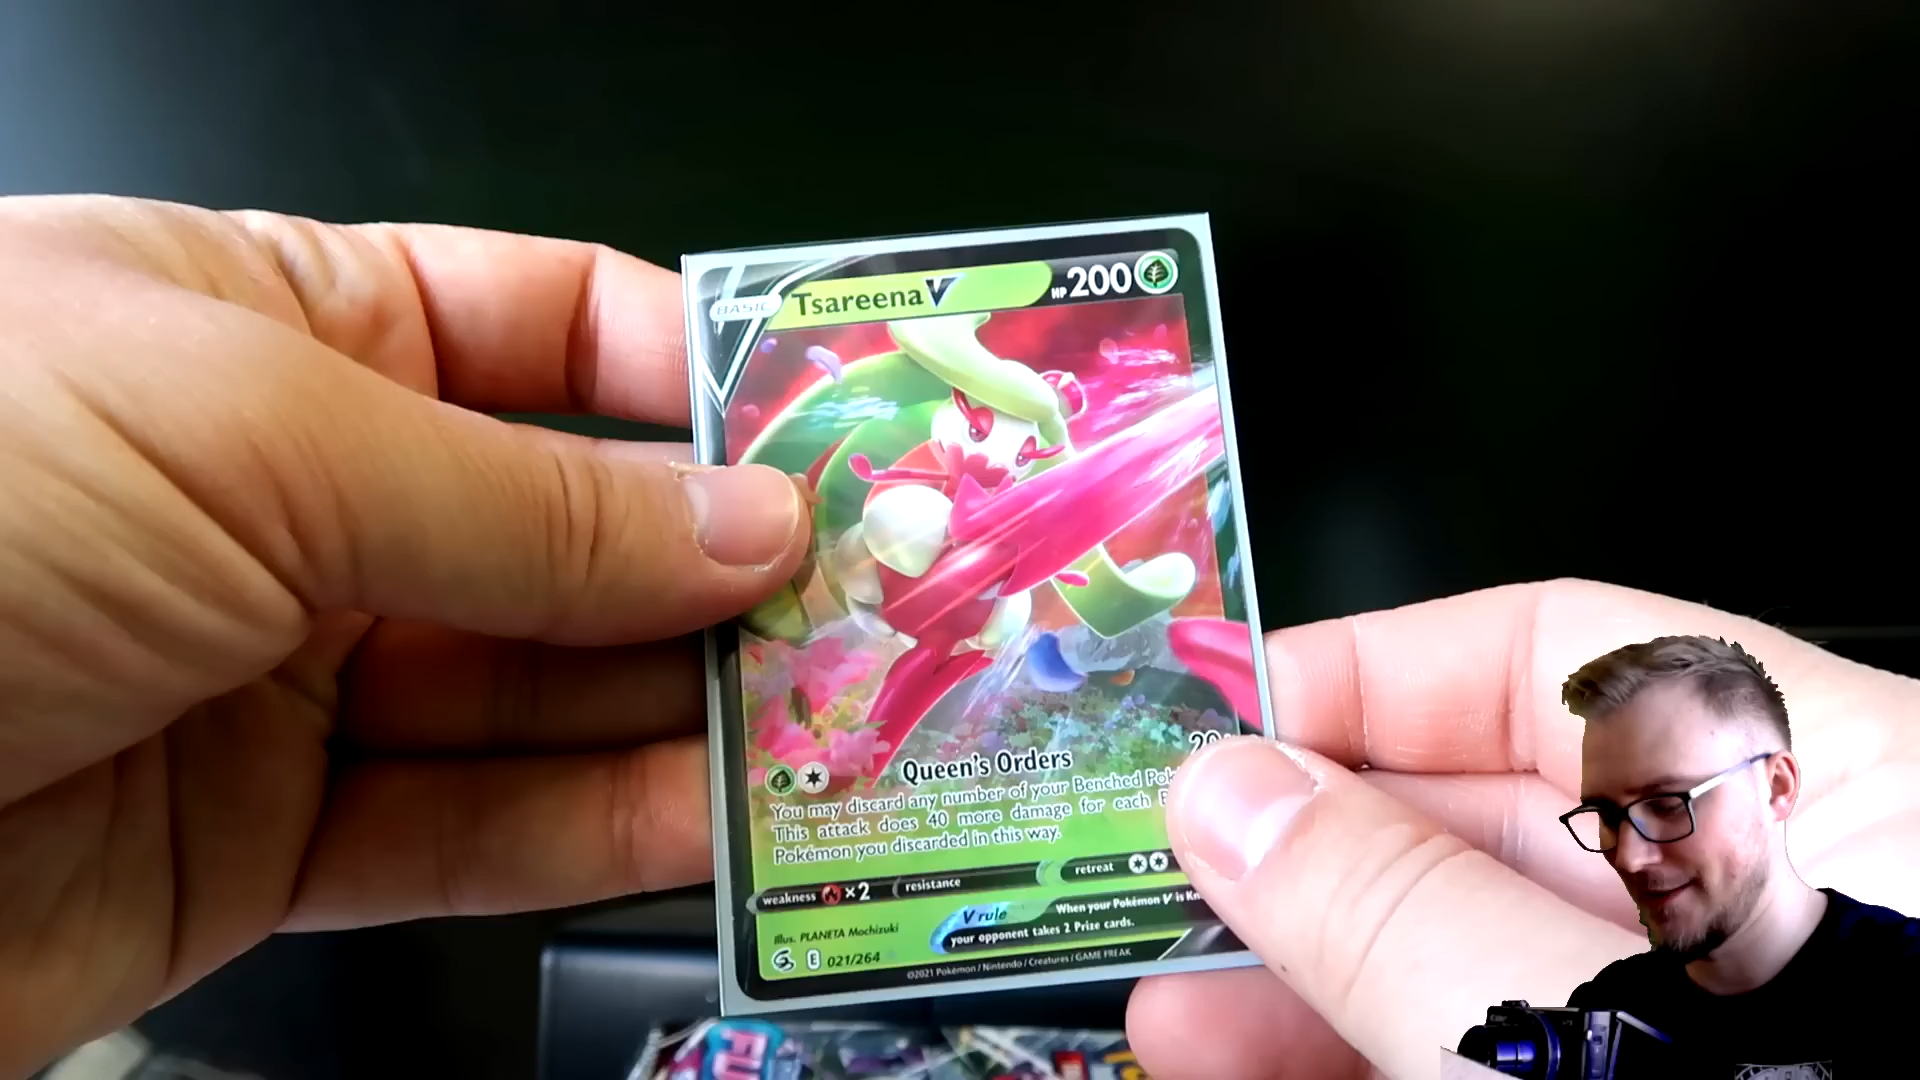 BASIC
Tsareena V
HP 200
Queen's Orders
You may discard any number of your Benched
This attack does 40 more damage for each
Pokémon you discarded in this way.
weakness ×2
resistance
retreat
V rule
When your Pokémon V is
your opponent takes 2 Prize cards.
Illus. PLANETA Mochizuki
E 021/264
©2021 Pokémon / Nintendo / Creatures / GAME FREAK